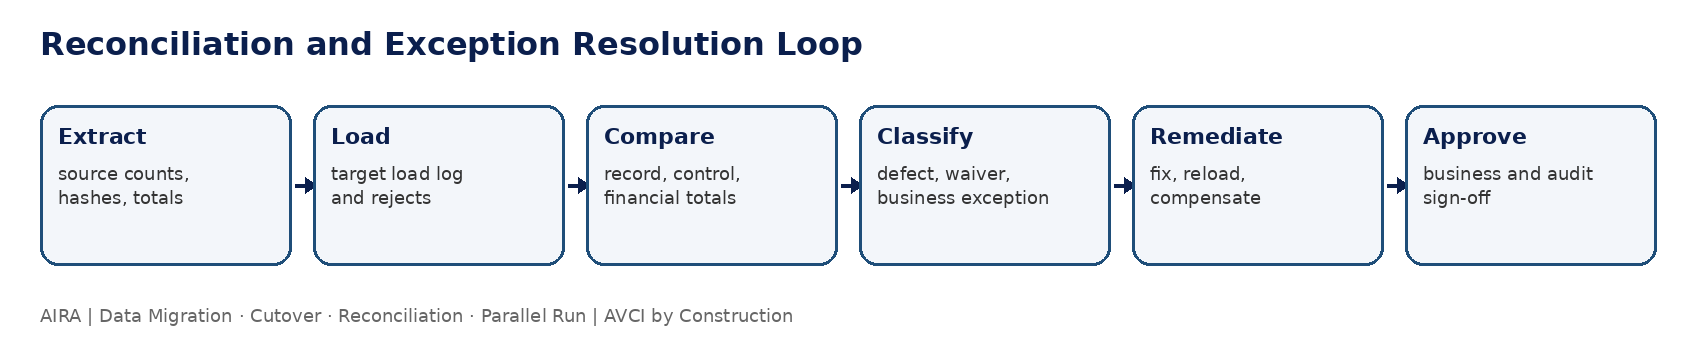 Reconciliation and Exception Resolution Loop
Extract
source counts,
hashes, totals
Load
target load log
and rejects
Compare
record, control,
financial totals
Classify
defect, waiver,
business exception
Remediate
fix, reload,
compensate
Approve
business and audit
sign-off
AIRA | Data Migration · Cutover · Reconciliation · Parallel Run | AVCI by Construction